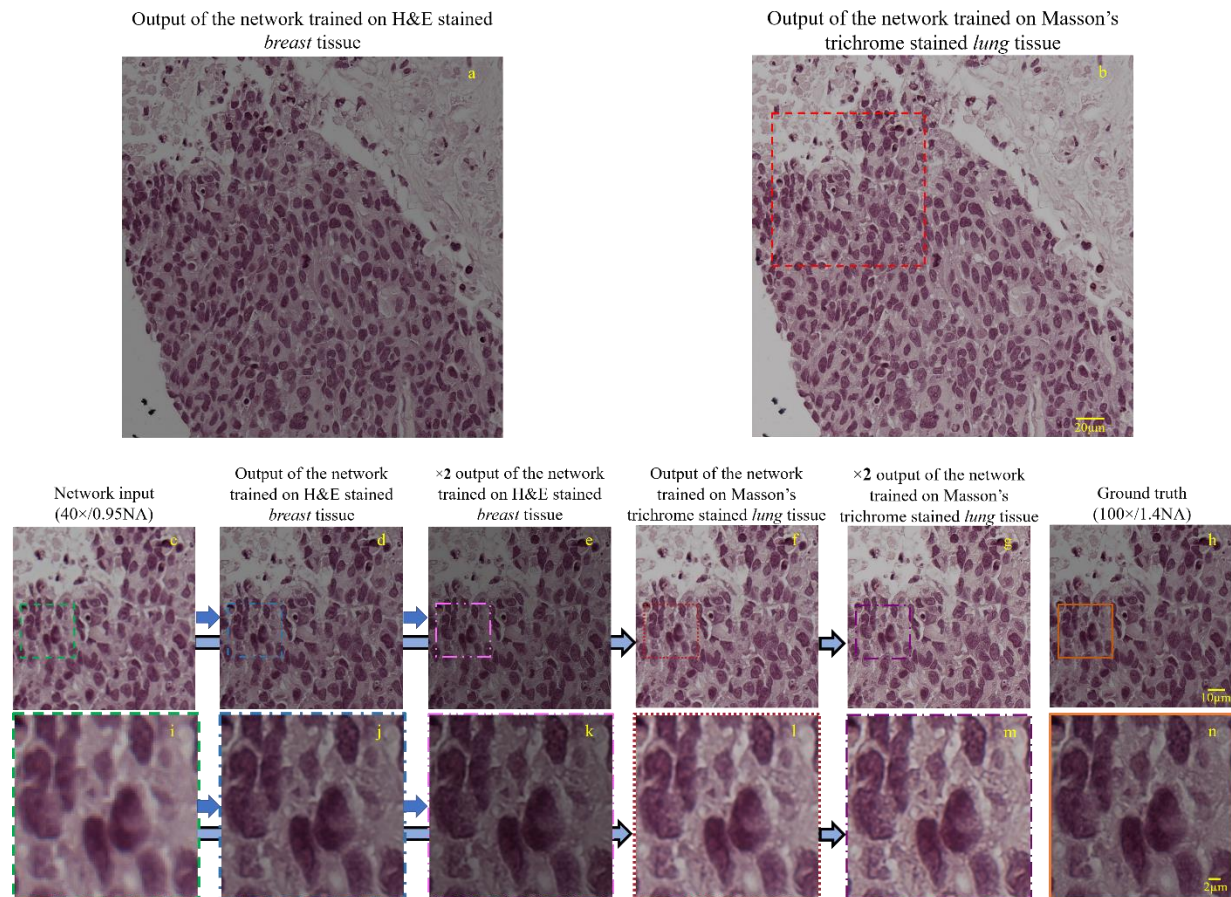 Output of the network trained on H&E stained
breast tissue
Output of the network trained on Masson's
trichrome stained lung tissue
a
b
20μm
Network input
(40×/0.95NA)
Output of the network
trained on H&E stained
breast tissue
×2 output of the network
trained on H&E stained
breast tissue
Output of the network
trained on Masson's
trichrome stained lung tissue
×2 output of the network
trained on Masson's
trichrome stained lung tissue
Ground truth
(100×/1.4NA)
c
d
e
f
g
h
10μm
i
j
k
l
m
n
2μm